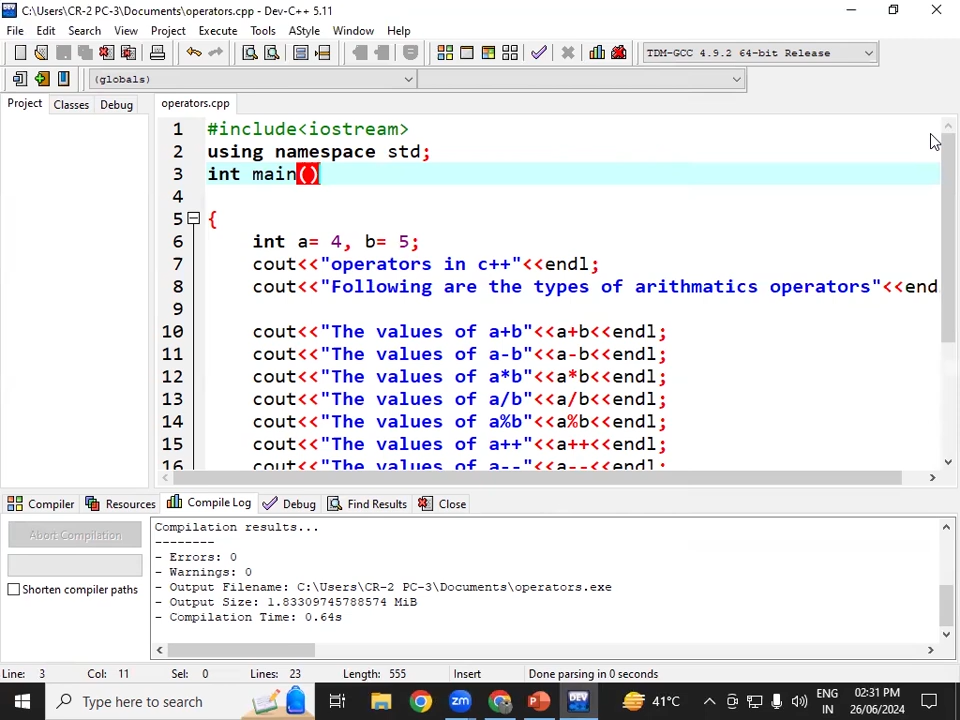 C:\Users\CR-2 PC-3\Documents\operators.cpp - Dev-C++ 5.11
File Edit Search View Project Execute Tools AStyle Window Help
TDM-GCC 4.9.2 64-bit Release
(globals)
Project Classes Debug operators.cpp
1 #include<iostream>
2 using namespace std;
3 int main()
4
5 {
6 int a= 4, b= 5;
7 cout<<"operators in c++"<<endl;
8 cout<<"Following are the types of arithmatics operators"<<end
9
10 cout<<"The values of a+b"<<a+b<<endl;
11 cout<<"The values of a-b"<<a-b<<endl;
12 cout<<"The values of a*b"<<a*b<<endl;
13 cout<<"The values of a/b"<<a/b<<endl;
14 cout<<"The values of a%b"<<a%b<<endl;
15 cout<<"The values of a++"<<a++<<endl;
16 cout<<"The values of a--"<<a--<<endl;
Compiler Resources Compile Log Debug Find Results Close
Abort Compilation
Shorten compiler paths
Compilation results...
--------
- Errors: 0
- Warnings: 0
- Output Filename: C:\Users\CR-2 PC-3\Documents\operators.exe
- Output Size: 1.83309745788574 MiB
- Compilation Time: 0.64s
Line: 3 Col: 11 Sel: 0 Lines: 23 Length: 555 Insert Done parsing in 0 seconds
Type here to search
41°C
ENG
IN
02:31 PM
26/06/2024